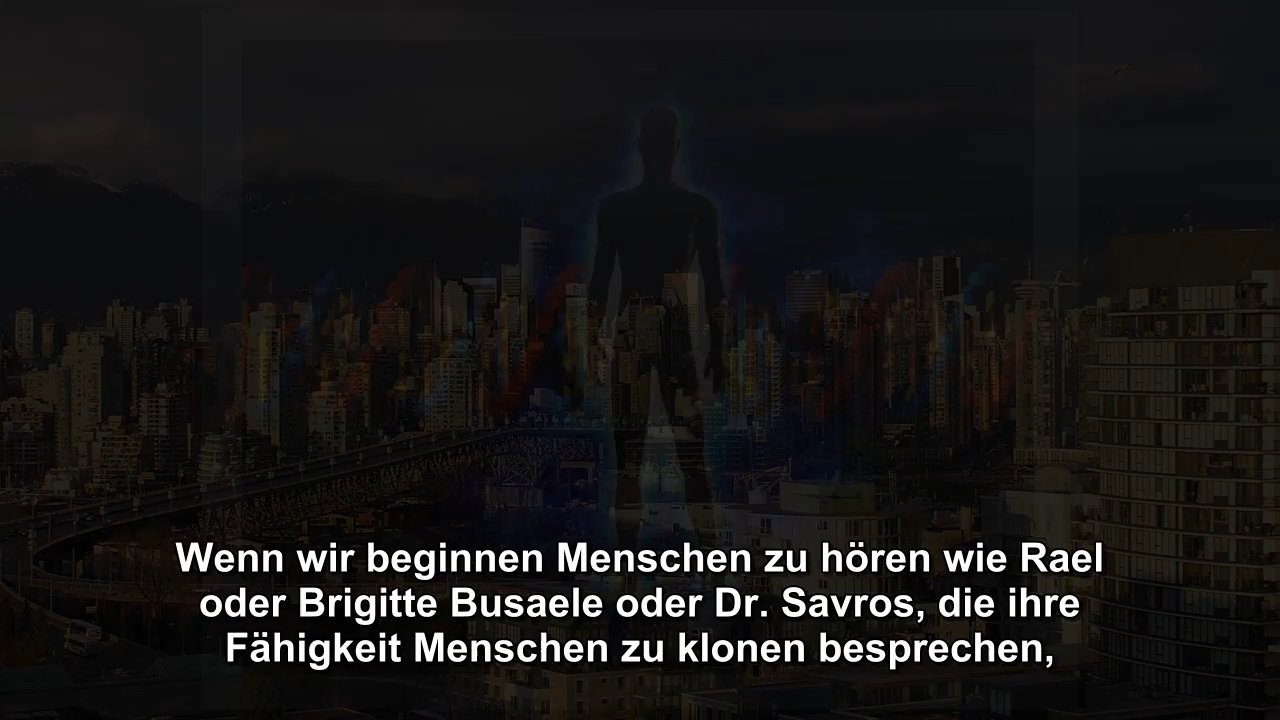 Wenn wir beginnen Menschen zu hören wie Rael
oder Brigitte Busaele oder Dr. Savros, die ihre
Fähigkeit Menschen zu klonen besprechen,